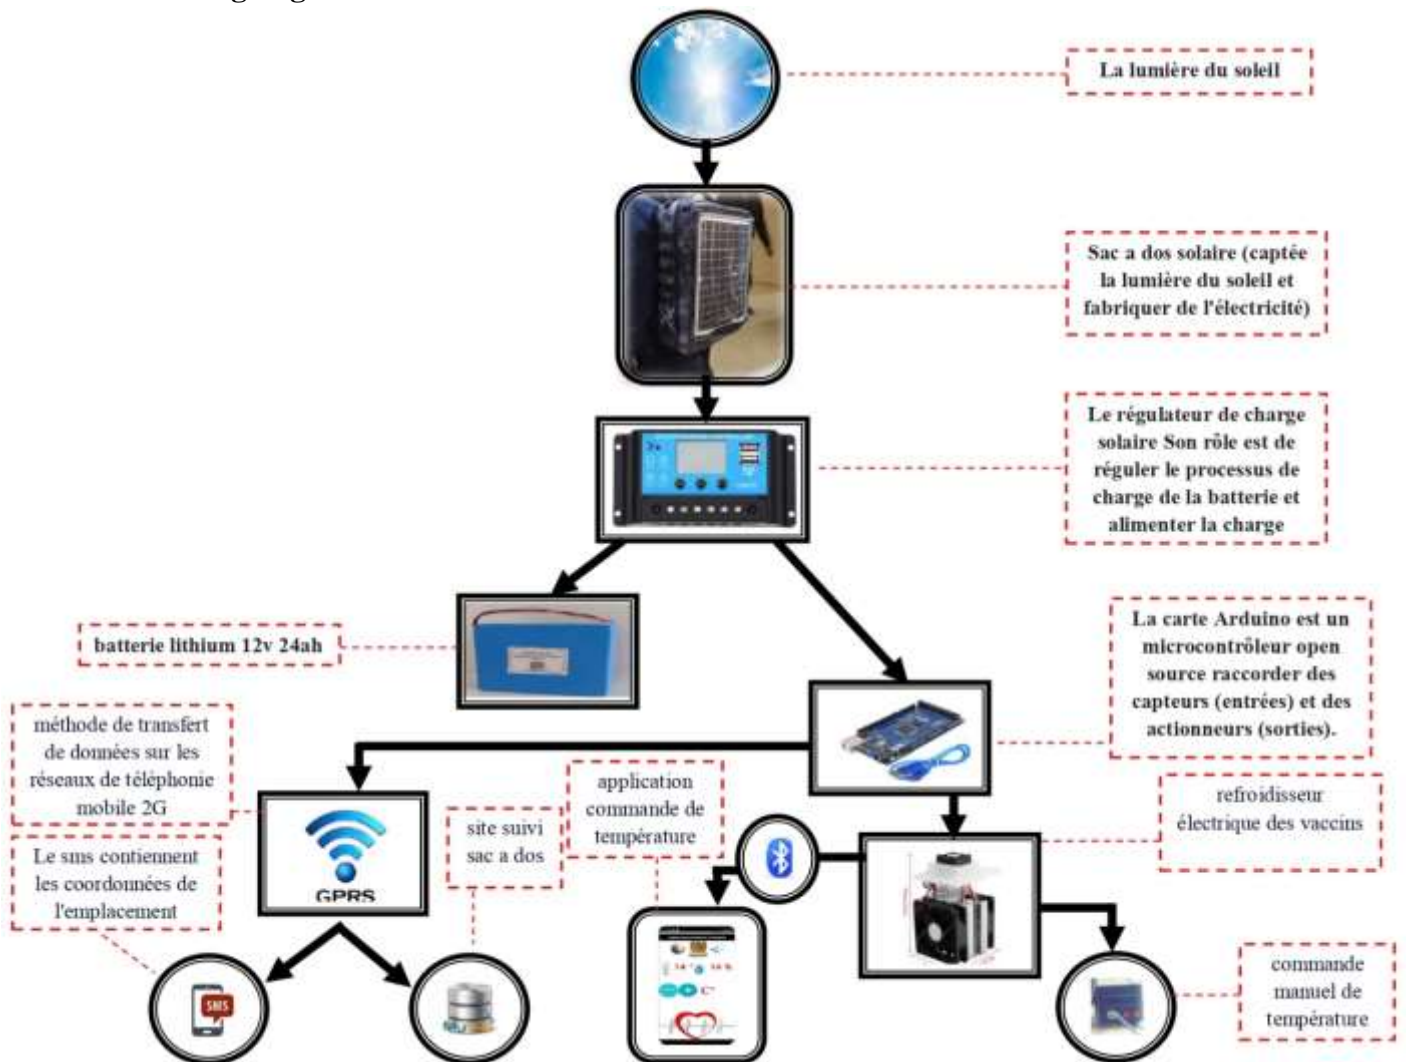 La lumière du soleil
Sac a dos solaire (captée
la lumière du soleil et
fabriquer de l'électricité)
Le régulateur de charge
solaire Son rôle est de
réguler le processus de
charge de la batterie et
alimenter la charge
batterie lithium 12v 24ah
La carte Arduino est un
microcontrôleur open
source raccorder des
capteurs (entrées) et des
actionneurs (sorties).
méthode de transfert
de données sur les
réseaux de téléphonie
mobile 2G
application
commande de
température
refroidisseur
électrique des vaccins
site suivi
sac a dos
Le sms contiennent
les coordonnées de
l'emplacement
GPRS
SMS
commande
manuel de
température